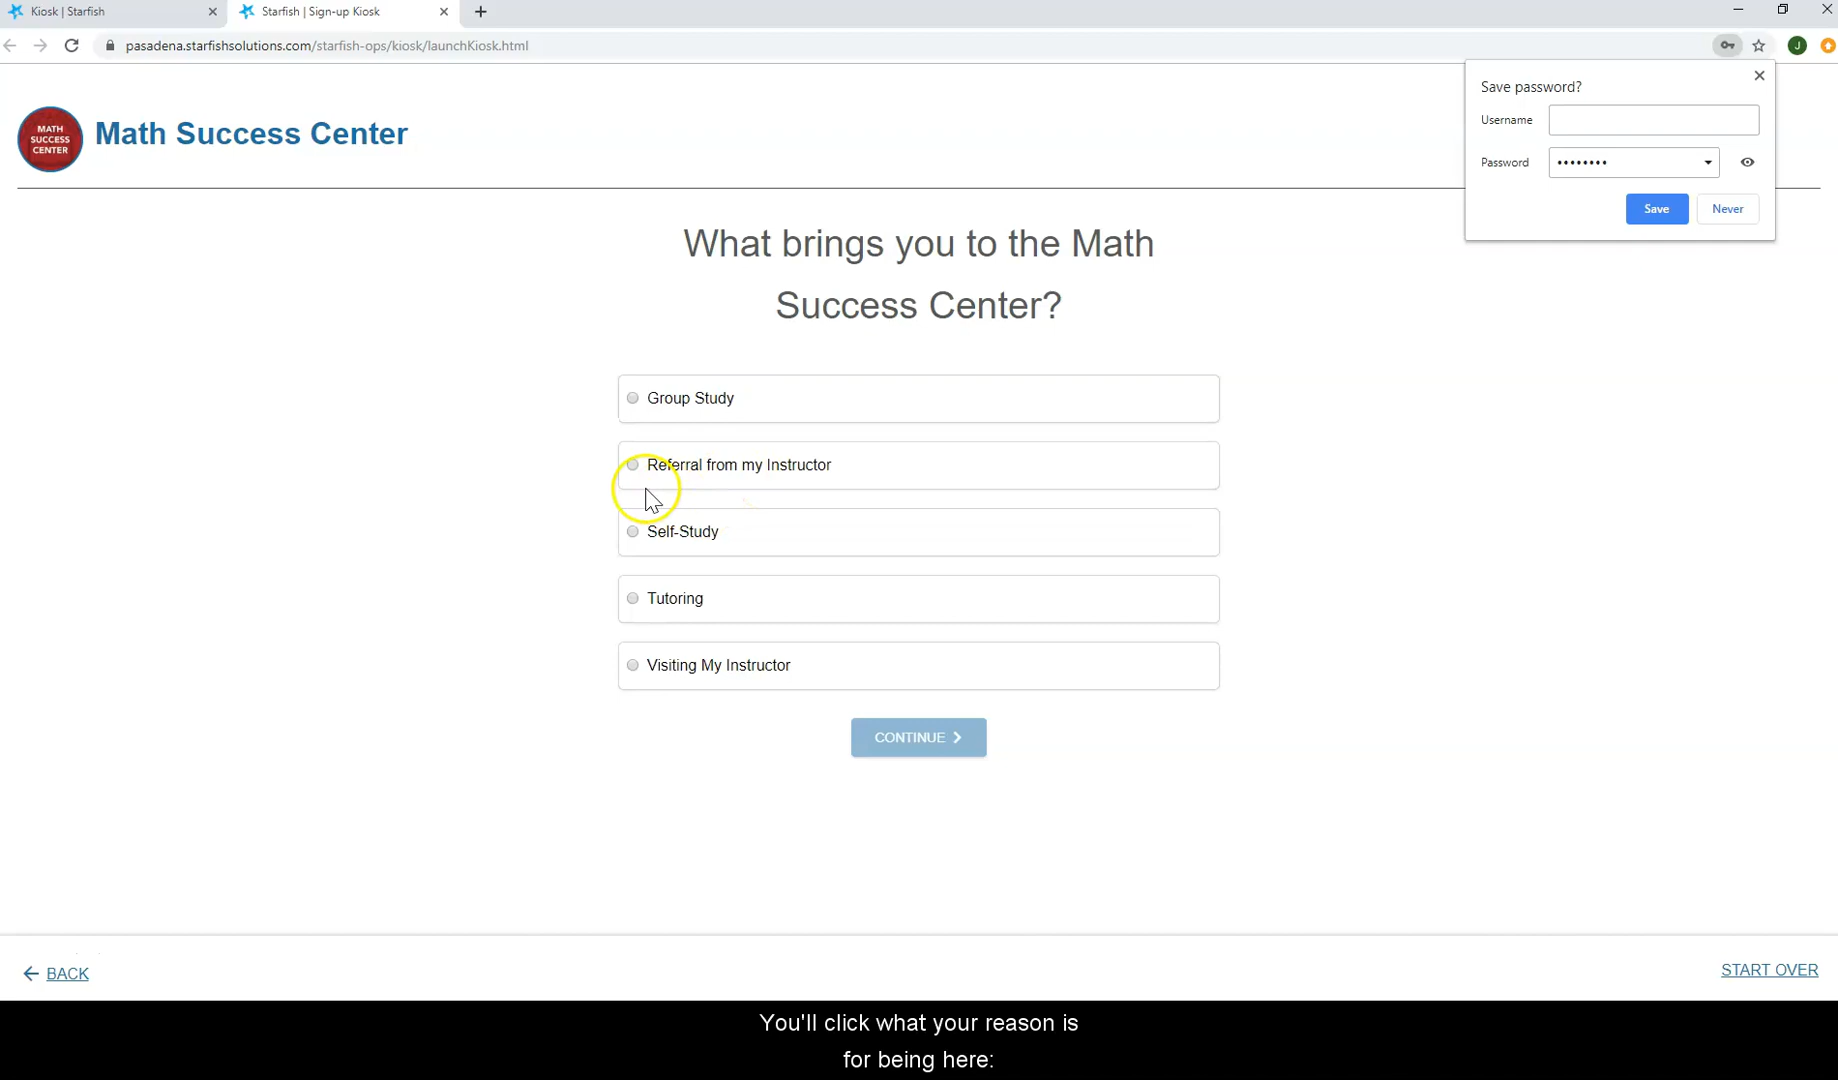 Kiosk | Starfish
Starfish | Sign-up Kiosk
pasadena.starfishsolutions.com/starfish-ops/kiosk/launchKiosk.html
J
Save password?
Username
Password
Save
Never
MATH
SUCCESS
CENTER
Math Success Center
What brings you to the Math
Success Center?
Group Study
Referral from my Instructor
Self-Study
Tutoring
Visiting My Instructor
CONTINUE
BACK
START OVER
You'll click what your reason is
for being here: